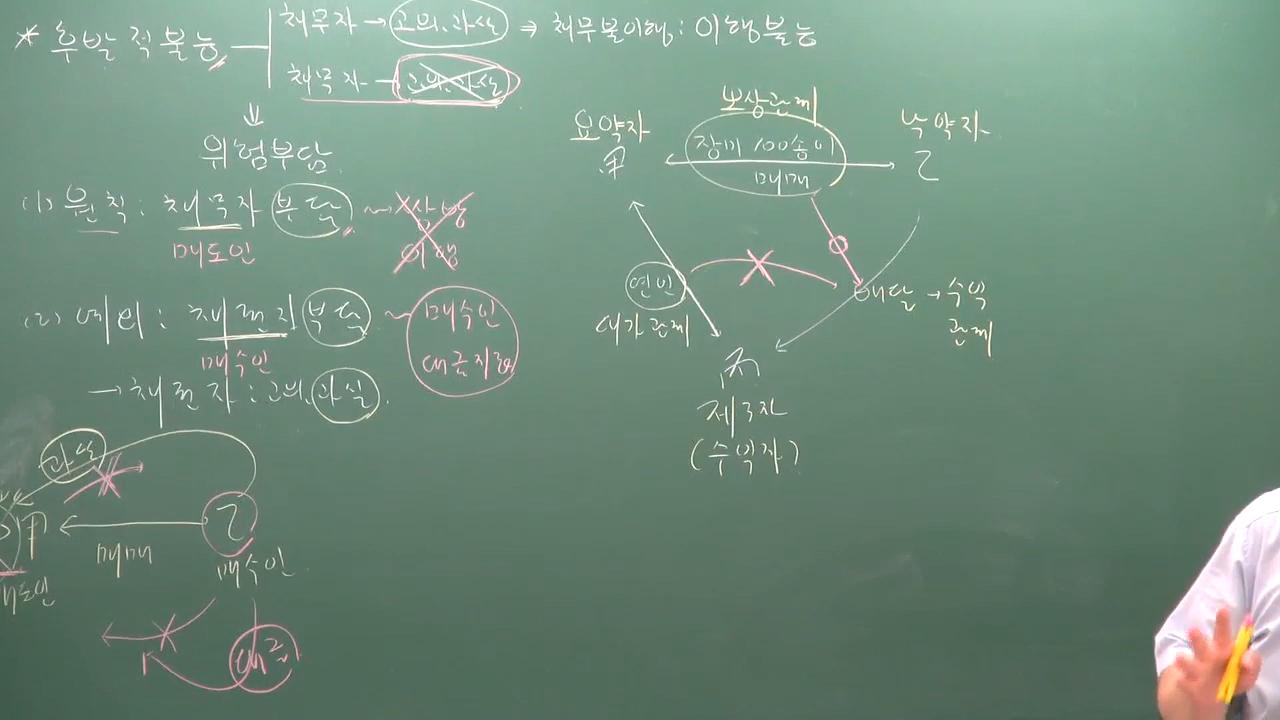 * 후발적불능
채무자 → 고의.과실 ⇒ 채무불이행: 이행불능
채무자 - 고의.과실
↓
위험부담
(1) 원칙: 채무자 부담 ~ 상당이행
매도인
(2) 예외: 채권자 부담 ~ 매수인 대금지급
매수인
→ 채권자: 고의.과실.
과실
甲 乙
매매
매도인 매수인
대금
보상관계
요약자 낙약자
甲 장미 100송이 乙
매매
연인
대가관계
배달 → 수익관계
丙
제3자
(수익자)